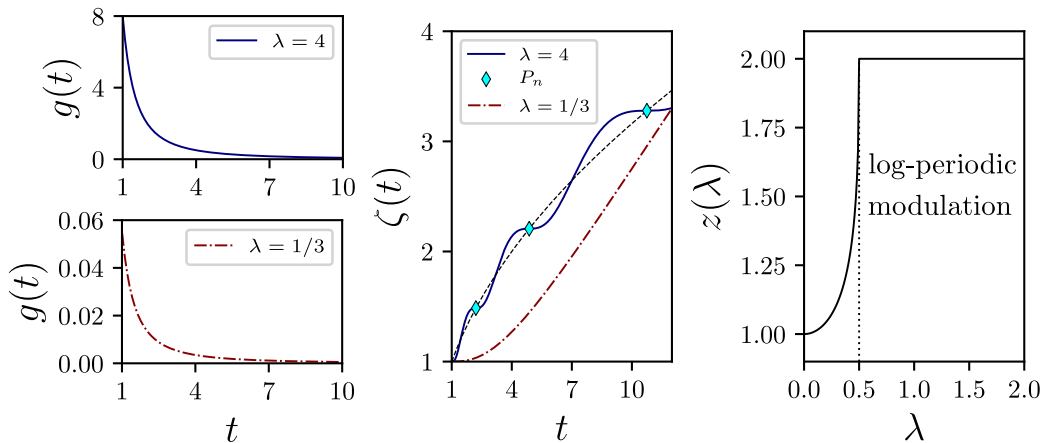 8
4
0
g(t)
λ = 4
1 4 7 10
0.06
0.04
0.02
0.00
g(t)
λ = 1/3
1 4 7 10
t
4
3
2
1
ζ(t)
λ = 4
Pₙ
λ = 1/3
1 4 7 10
t
2.00
1.75
1.50
1.25
1.00
z(λ)
log-periodic
modulation
0.0 0.5 1.0 1.5 2.0
λ